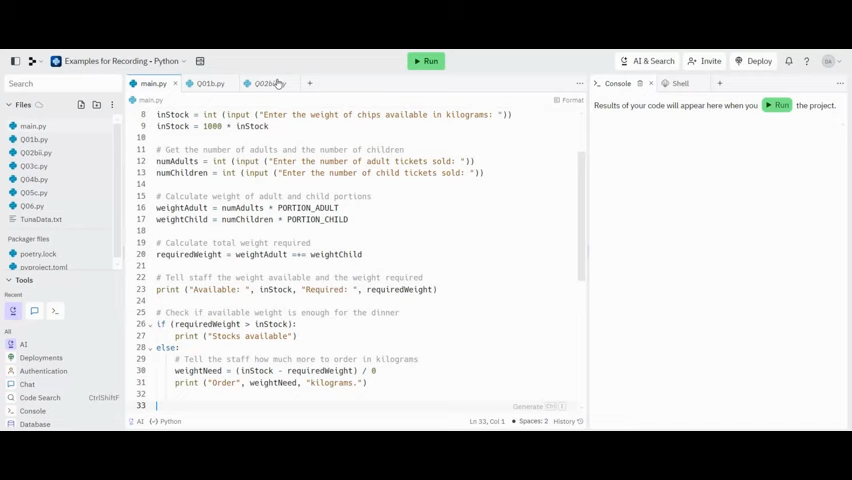 Examples for Recording - Python
Run
AI & Search
Invite
Deploy
DA
Search
main.py
Q01b.py
Q02bii.py
Console
Shell
Files
main.py
Format
main.py
Q01b.py
Q02bii.py
Q03c.py
Q04b.py
Q05c.py
Q06.py
TunaData.txt
Packager files
poetry.lock
pyproject.toml
Tools
Recent
All
AI
Deployments
Authentication
Chat
Code Search CtrlShiftF
Console
Database
8 inStock = int (input ("Enter the weight of chips available in kilograms: "))
9 inStock = 1000 * inStock
10
11 # Get the number of adults and the number of children
12 numAdults = int (input ("Enter the number of adult tickets sold: "))
13 numChildren = int (input ("Enter the number of child tickets sold: "))
14
15 # Calculate weight of adult and child portions
16 weightAdult = numAdults * PORTION_ADULT
17 weightChild = numChildren * PORTION_CHILD
18
19 # Calculate total weight required
20 requiredWeight = weightAdult =+= weightChild
21
22 # Tell staff the weight available and the weight required
23 print ("Available: ", inStock, "Required: ", requiredWeight)
24
25 # Check if available weight is enough for the dinner
26 if (requiredWeight > inStock):
27 print ("Stocks available")
28 else:
29 # Tell the staff how much more to order in kilograms
30 weightNeed = (inStock - requiredWeight) / 0
31 print ("Order", weightNeed, "kilograms.")
32
33
Generate Ctrl I
AI Python
Ln 33, Col 1 Spaces: 2 History
Results of your code will appear here when you Run the project.